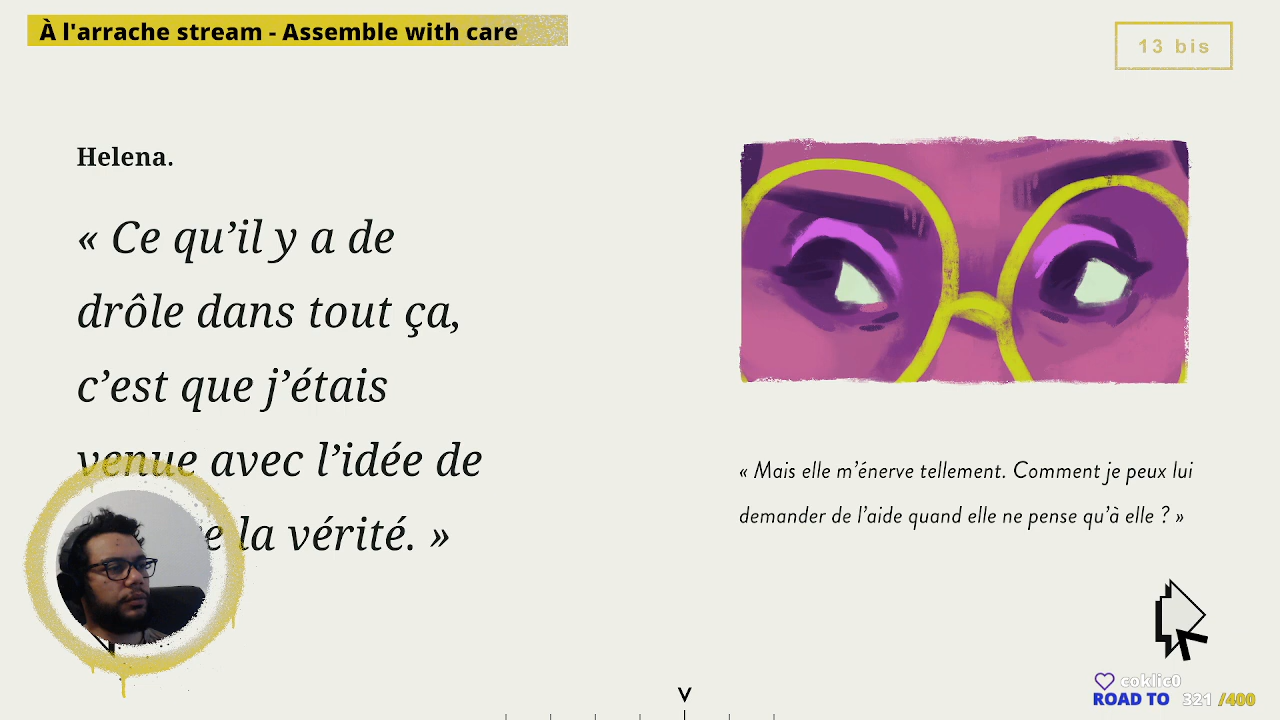 À l'arrache stream - Assemble with care
13 bis
Helena.
« Ce qu’il y a de
drôle dans tout ça,
c’est que j’étais
venue avec l’idée de
la vérité. »
« Mais elle m’énerve tellement. Comment je peux lui
demander de l’aide quand elle ne pense qu’à elle ? »
coklic0
ROAD TO 321 /400